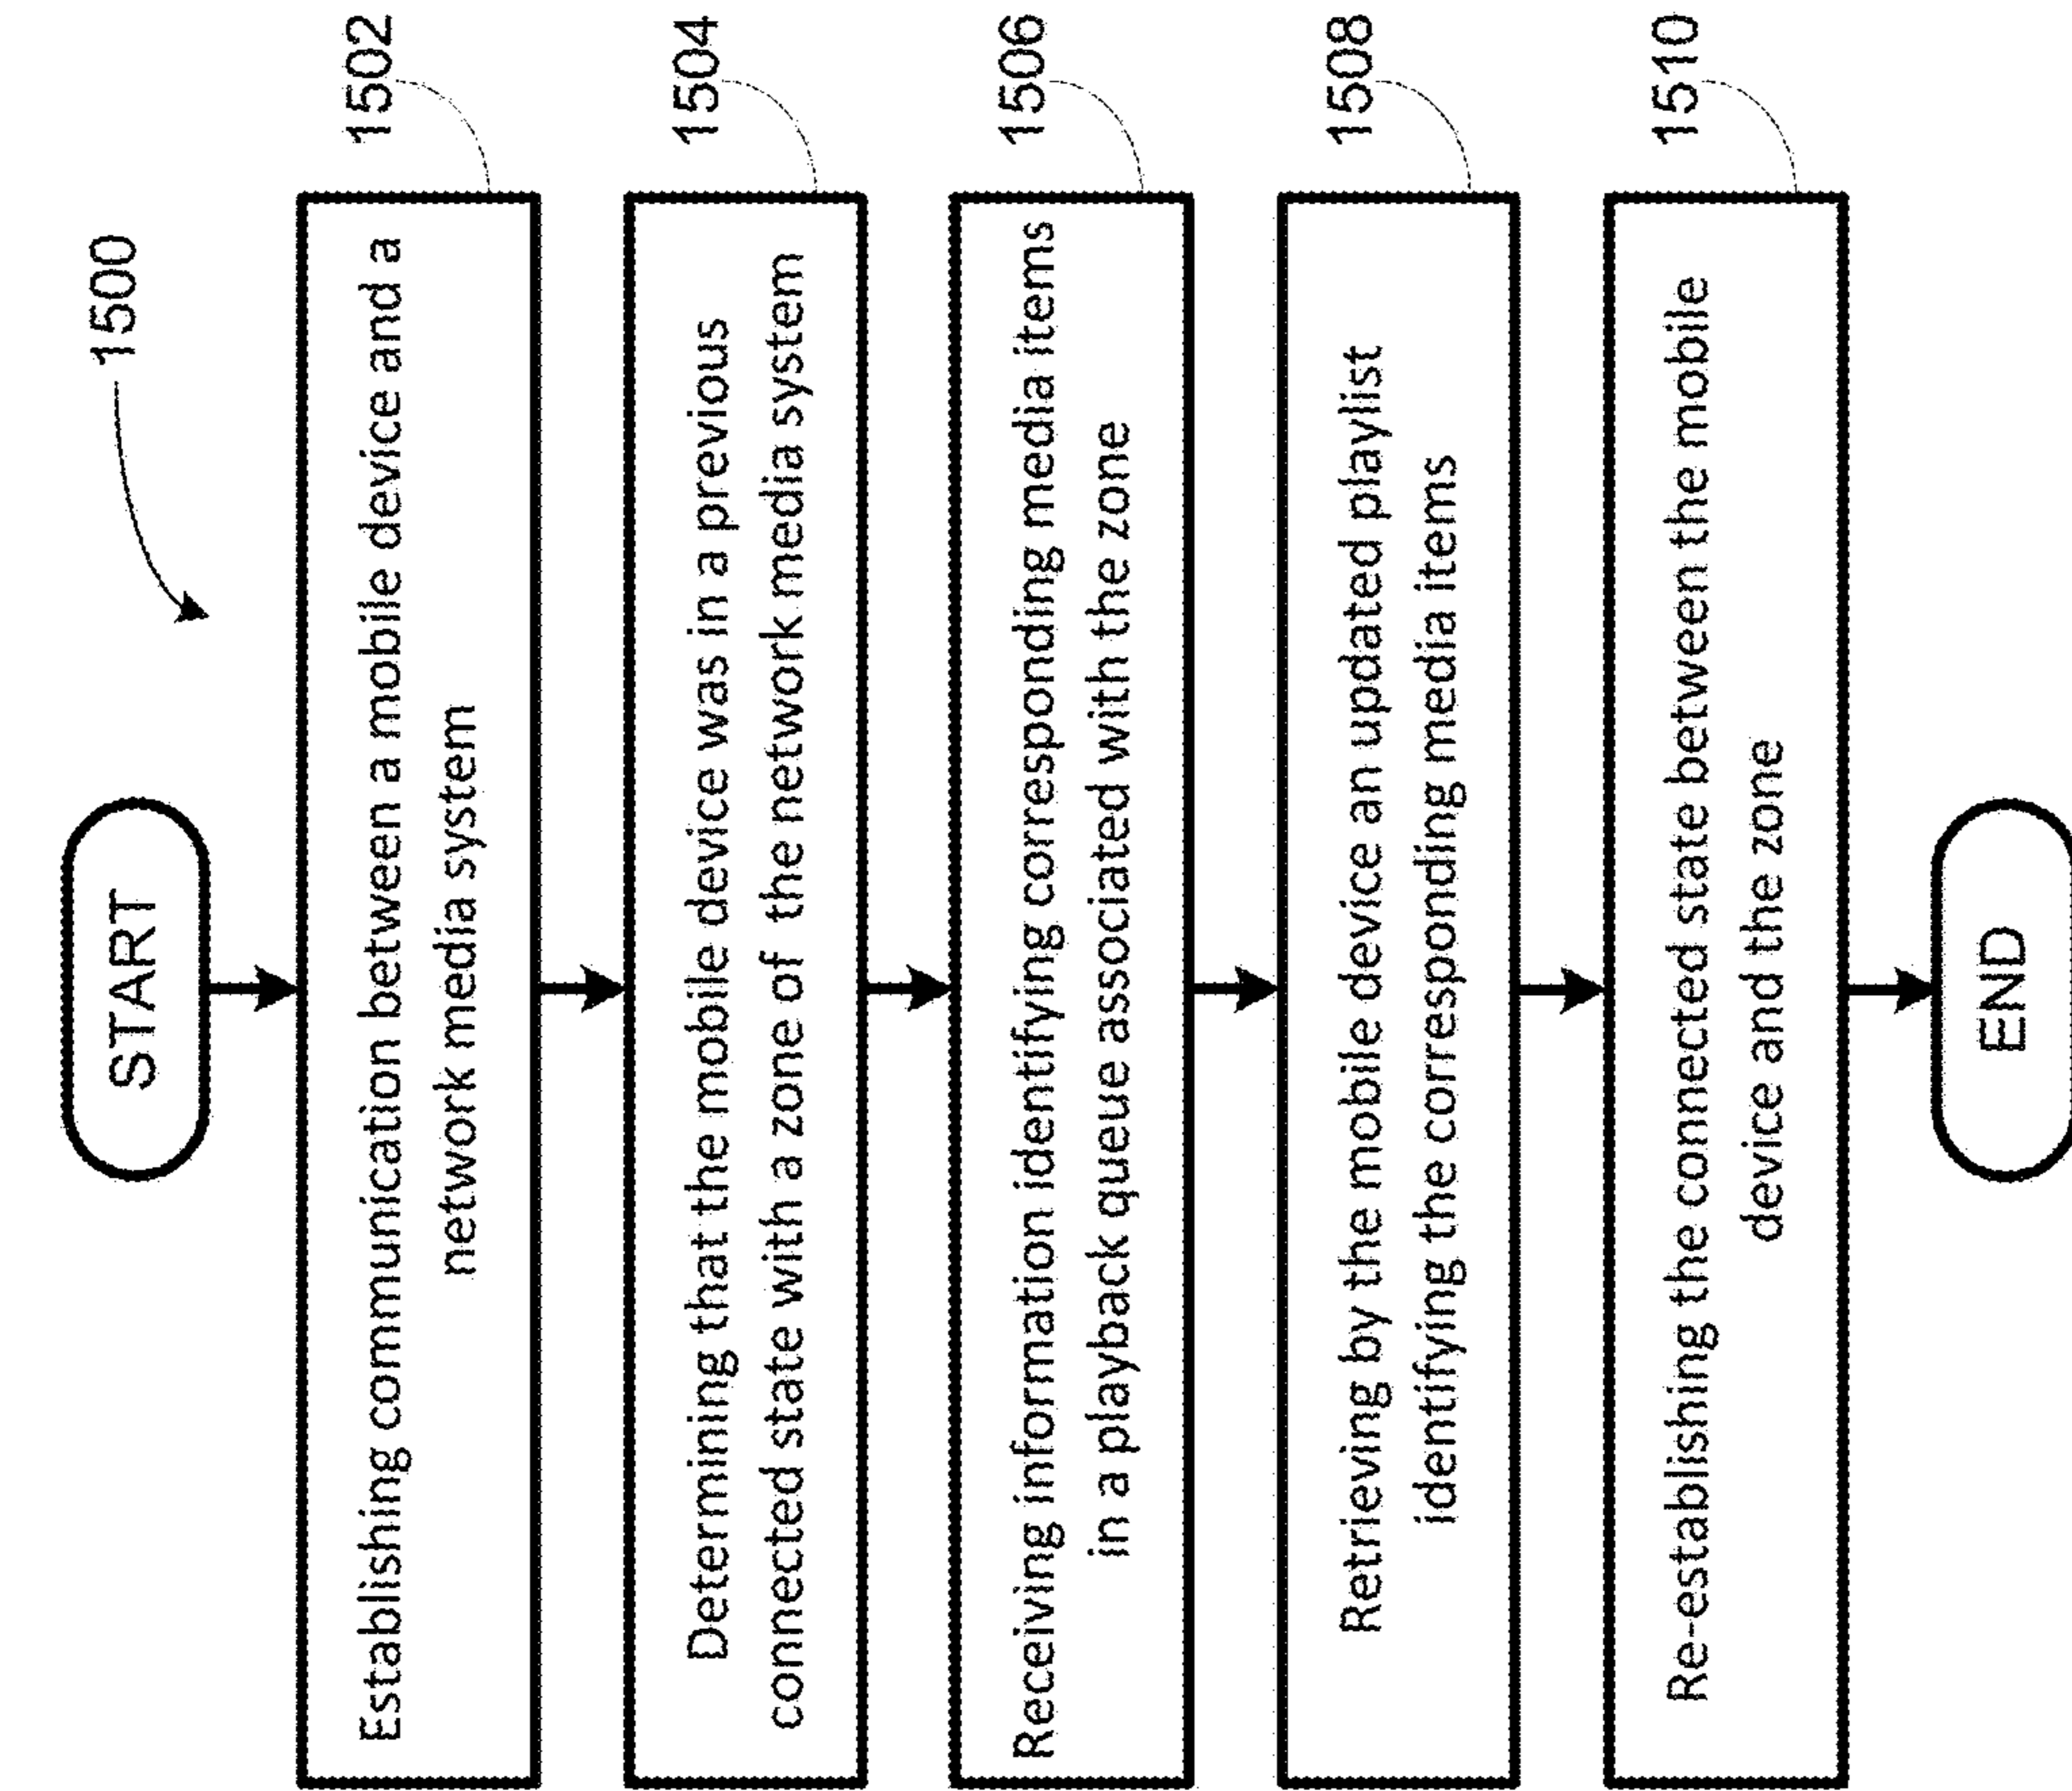 1500
START
Establishing communication between a mobile device and a
network media system
1502
Determining that the mobile device was in a previous
connected state with a zone of the network media system
1504
Receiving information identifying corresponding media items
in a playback queue associated with the zone
1506
Retrieving by the mobile device an updated playlist
identifying the corresponding media items
1508
Re-establishing the connected state between the mobile
device and the zone
1510
END